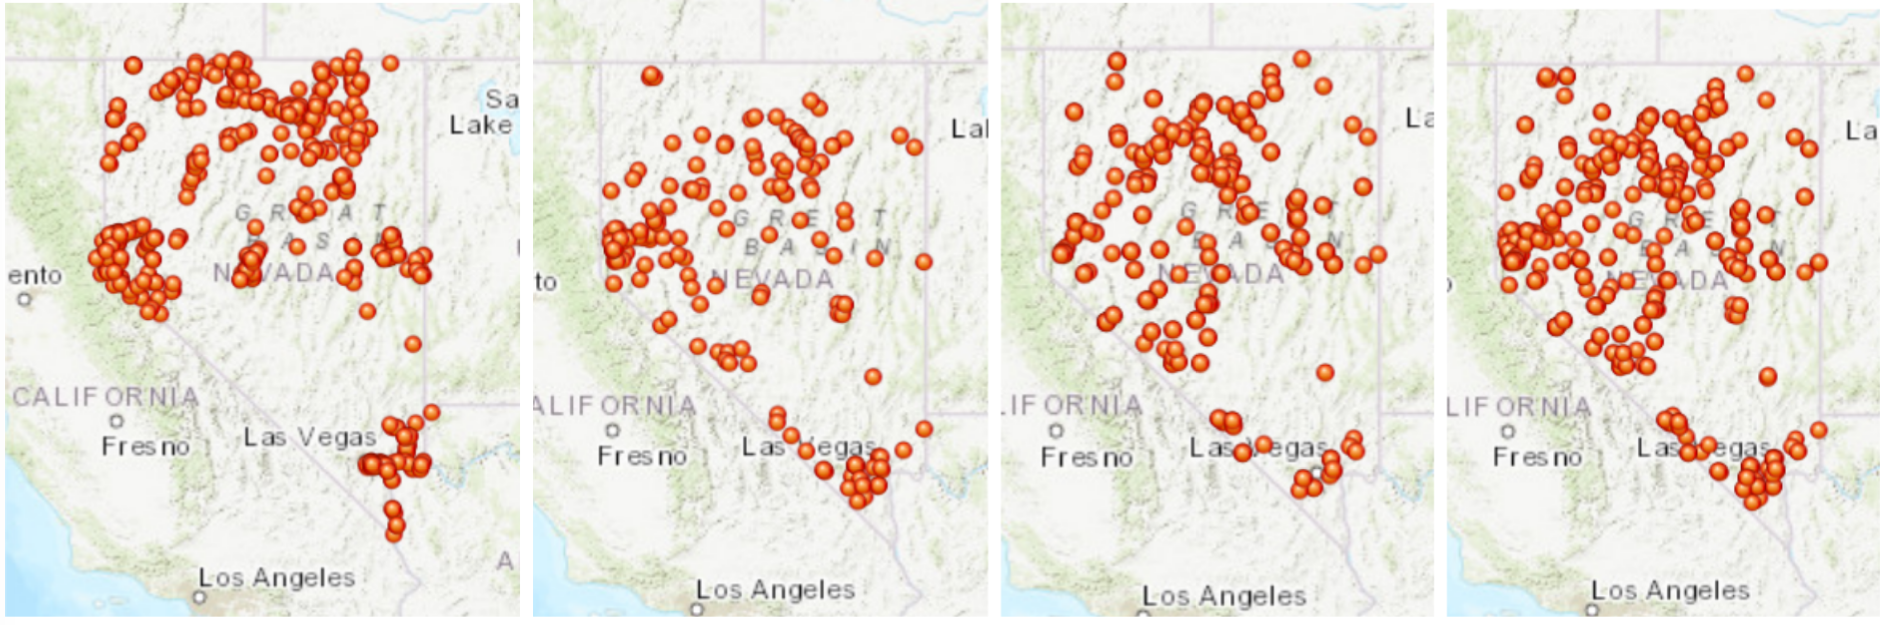 Sa
Lake
G R A T
A S I
NEVADA
ento
CALIFORNIA
Fresno
Las Vegas
A
Los Angeles
Lal
G R E T
B A S I N
NEVADA
to
ALIFORNIA
Fresno
Las Vegas
Los Angeles
La
G R E
B A S N
NEVADA
LIFORNIA
Fresno
Las Vegas
Los Angeles
La
G R E T
B A S N
NEVADA
LIFORNIA
Fresno
Las Vegas
Los Angeles